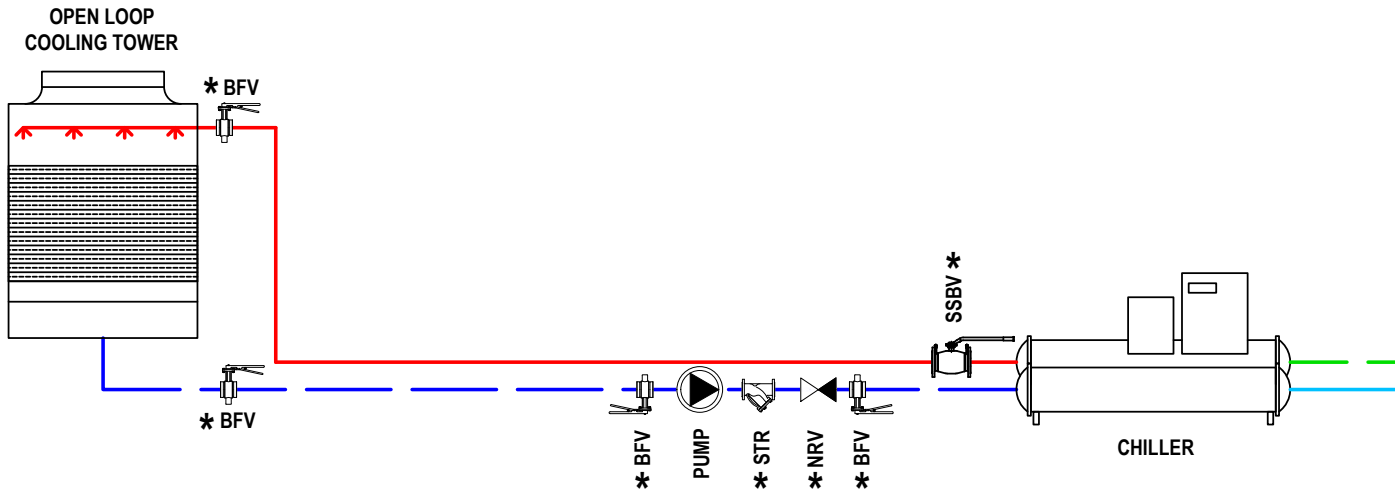 OPEN LOOP
COOLING TOWER
* BFV
SSBV *
* BFV
* BFV
PUMP
* STR
* NRV
* BFV
CHILLER